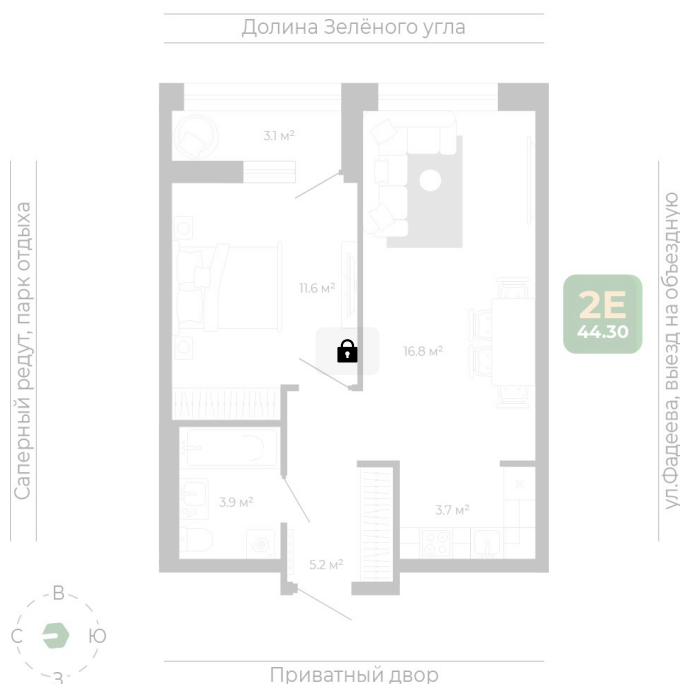 Долина Зелёного угла
3.1 м²
Саперный редут, парк отдыха
ул.Фадеева, выезд на объездную
11.6 м²
2E
44.30
16.8 м²
3.9 м²
3.7 м²
5.2 м²
В
С
Ю
З
Приватный двор